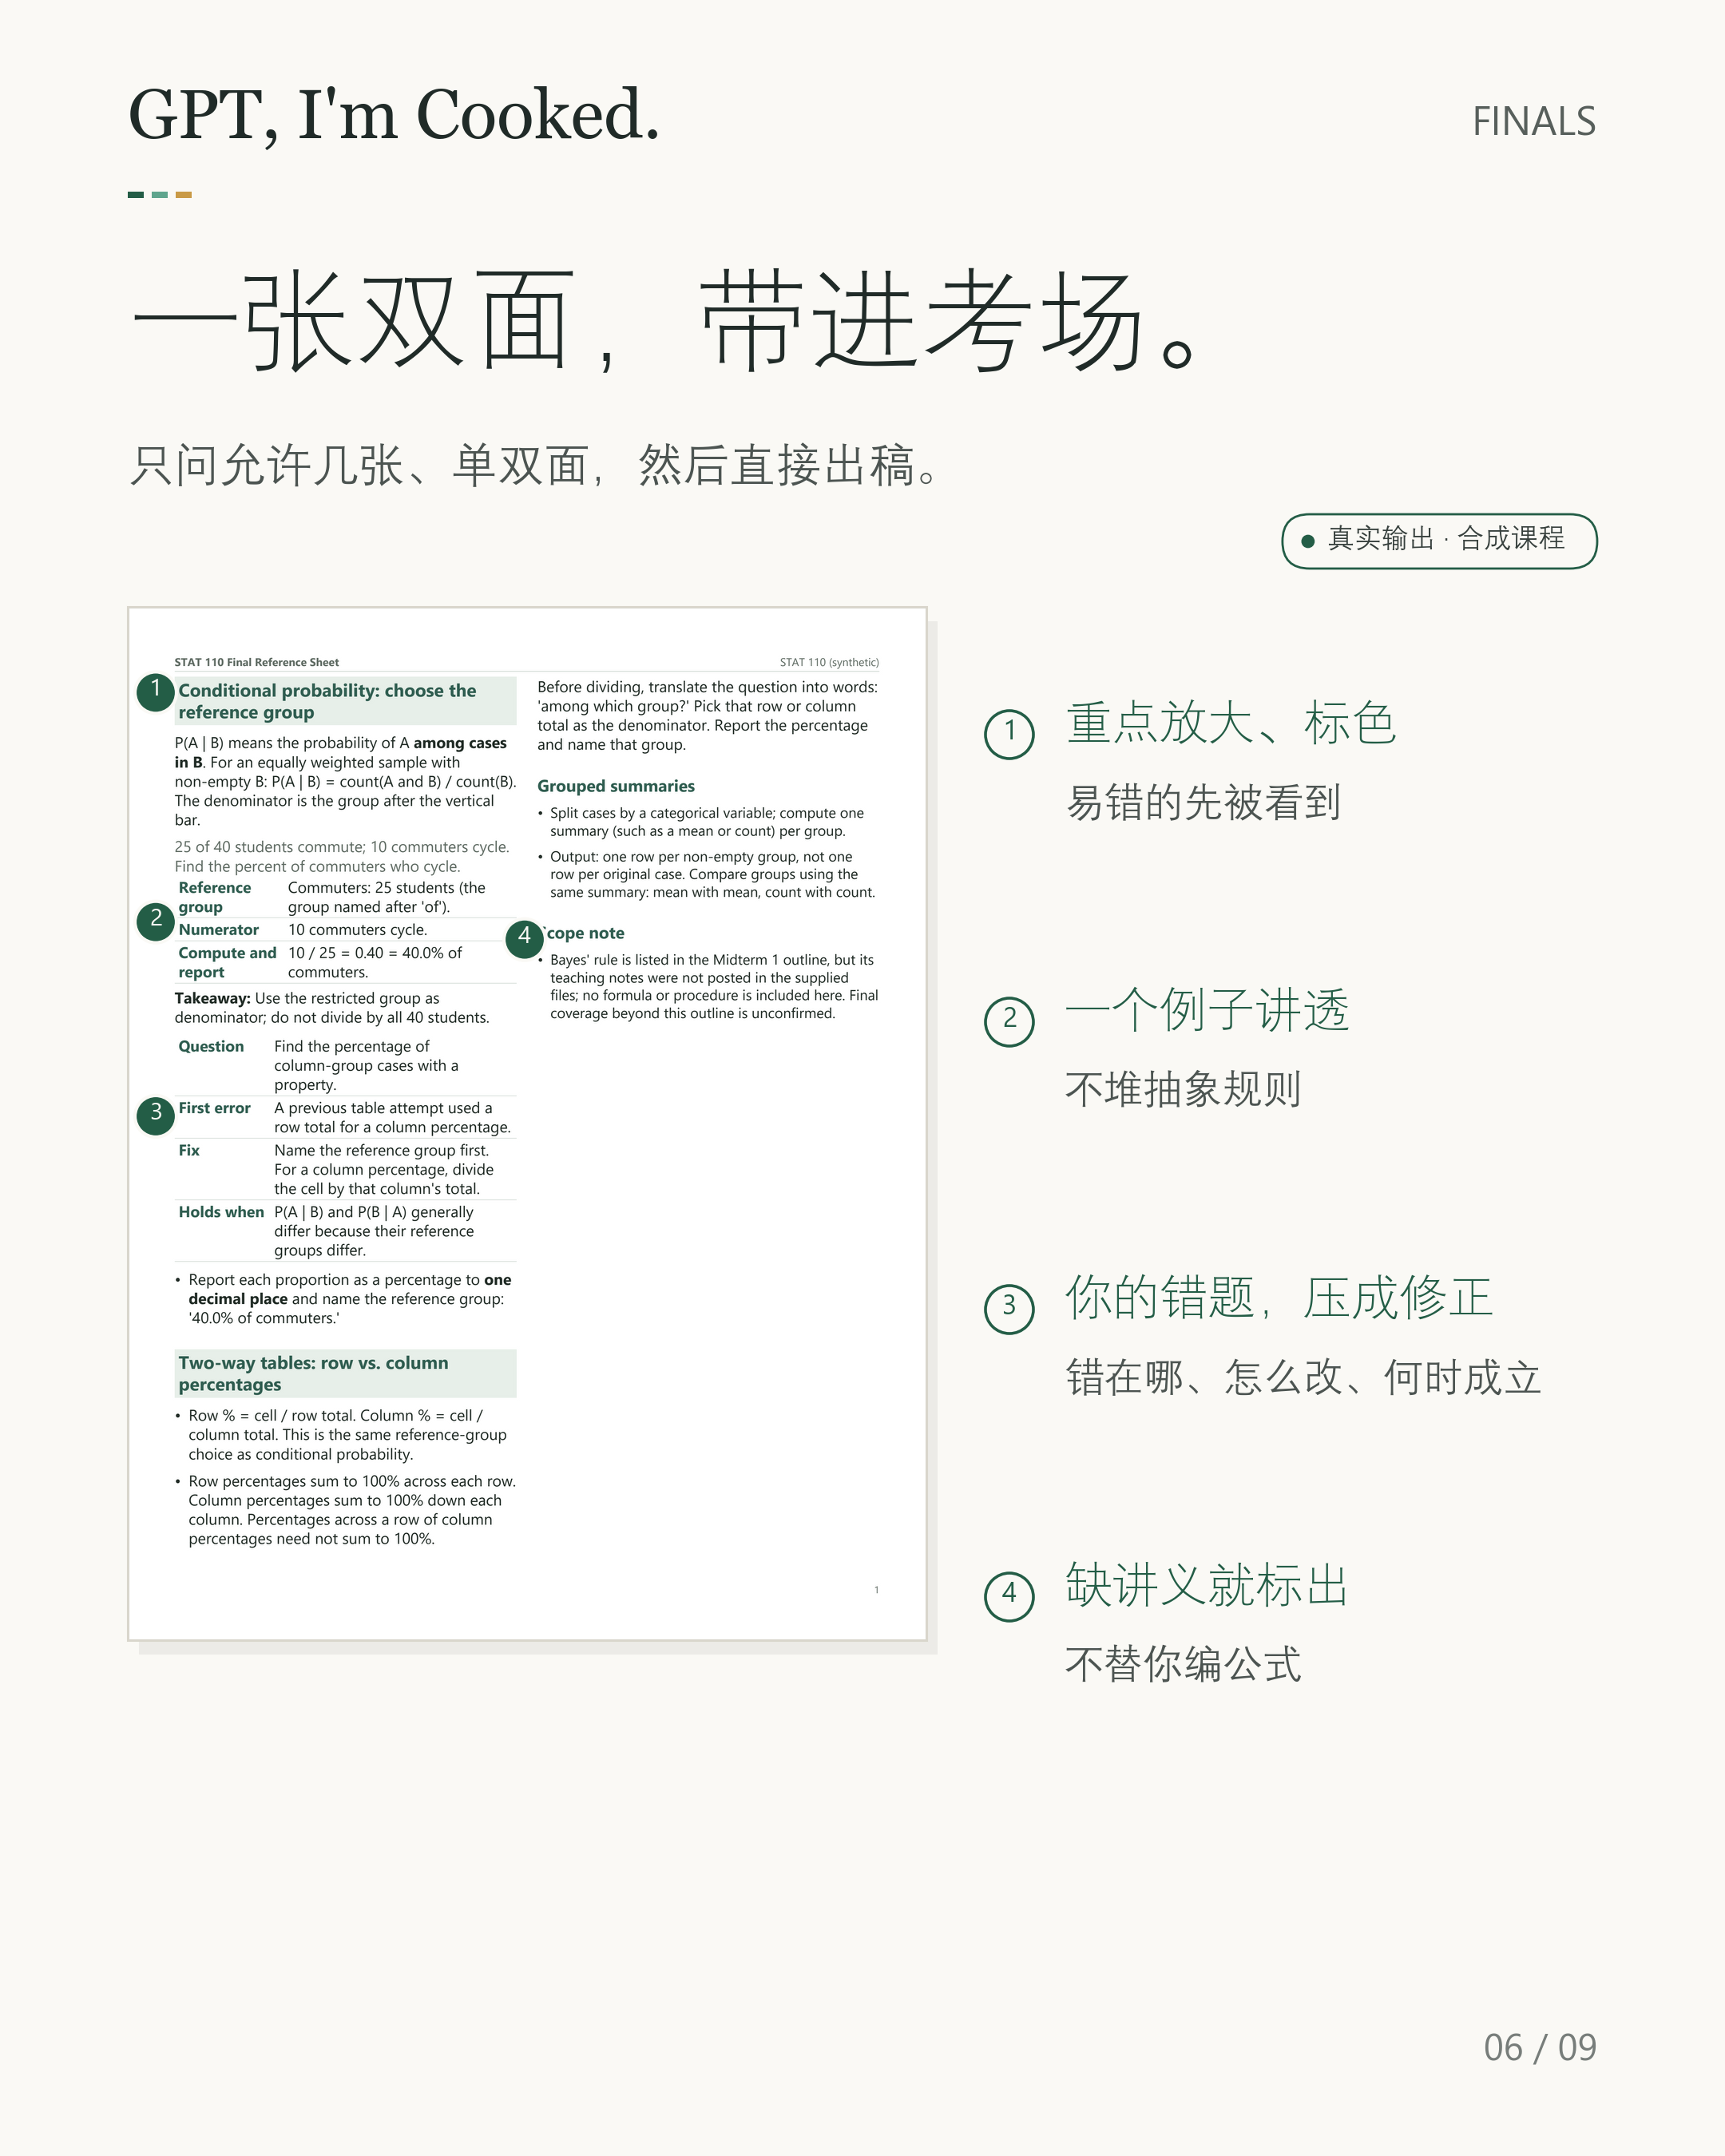 GPT, I'm Cooked.
FINALS
一张双面，带进考场。
只问允许几张、单双面，然后直接出稿。
真实输出 · 合成课程
STAT 110 Final Reference Sheet
STAT 110 (synthetic)
1
Conditional probability: choose the
reference group
P(A | B) means the probability of A among cases
in B. For an equally weighted sample with
non-empty B: P(A | B) = count(A and B) / count(B).
The denominator is the group after the vertical
bar.
25 of 40 students commute; 10 commuters cycle.
Find the percent of commuters who cycle.
Reference Commuters: 25 students (the
group group named after 'of').
2
Numerator 10 commuters cycle.
Compute and 10 / 25 = 0.40 = 40.0% of
report commuters.
Takeaway: Use the restricted group as
denominator; do not divide by all 40 students.
Question Find the percentage of
column-group cases with a
property.
3
First error A previous table attempt used a
row total for a column percentage.
Fix Name the reference group first.
For a column percentage, divide
the cell by that column's total.
Holds when P(A | B) and P(B | A) generally
differ because their reference
groups differ.
• Report each proportion as a percentage to one
decimal place and name the reference group:
'40.0% of commuters.'
Two-way tables: row vs. column
percentages
• Row % = cell / row total. Column % = cell /
column total. This is the same reference-group
choice as conditional probability.
• Row percentages sum to 100% across each row.
Column percentages sum to 100% down each
column. Percentages across a row of column
percentages need not sum to 100%.
Before dividing, translate the question into words:
'among which group?' Pick that row or column
total as the denominator. Report the percentage
and name that group.
Grouped summaries
• Split cases by a categorical variable; compute one
summary (such as a mean or count) per group.
• Output: one row per non-empty group, not one
row per original case. Compare groups using the
same summary: mean with mean, count with count.
4
cope note
• Bayes' rule is listed in the Midterm 1 outline, but its
teaching notes were not posted in the supplied
files; no formula or procedure is included here. Final
coverage beyond this outline is unconfirmed.
1
1 重点放大、标色
易错的先被看到
2 一个例子讲透
不堆抽象规则
3 你的错题，压成修正
错在哪、怎么改、何时成立
4 缺讲义就标出
不替你编公式
06 / 09